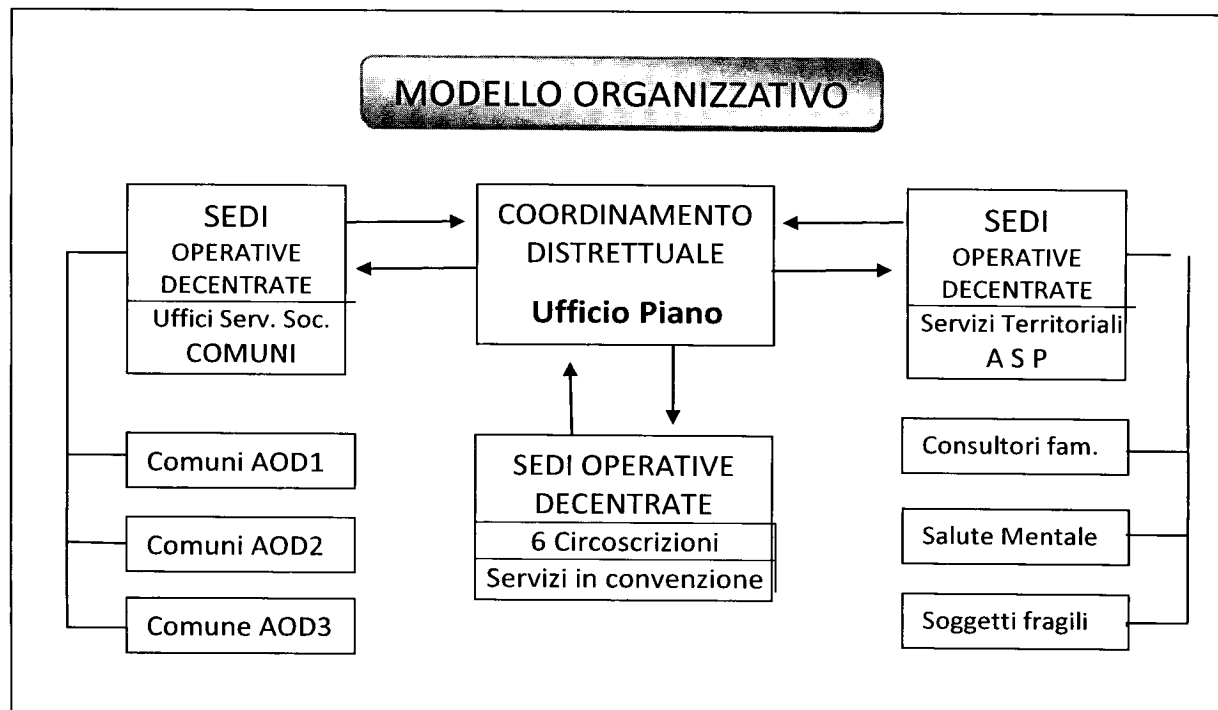 MODELLO ORGANIZZATIVO
SEDI
OPERATIVE
DECENTRATE
Uffici Serv. Soc.
COMUNI
COORDINAMENTO
DISTRETTUALE
Ufficio Piano
SEDI
OPERATIVE
DECENTRATE
Servizi Territoriali
A S P
Comuni AOD1
Comuni AOD2
Comune AOD3
SEDI OPERATIVE
DECENTRATE
6 Circoscrizioni
Servizi in convenzione
Consultori fam.
Salute Mentale
Soggetti fragili